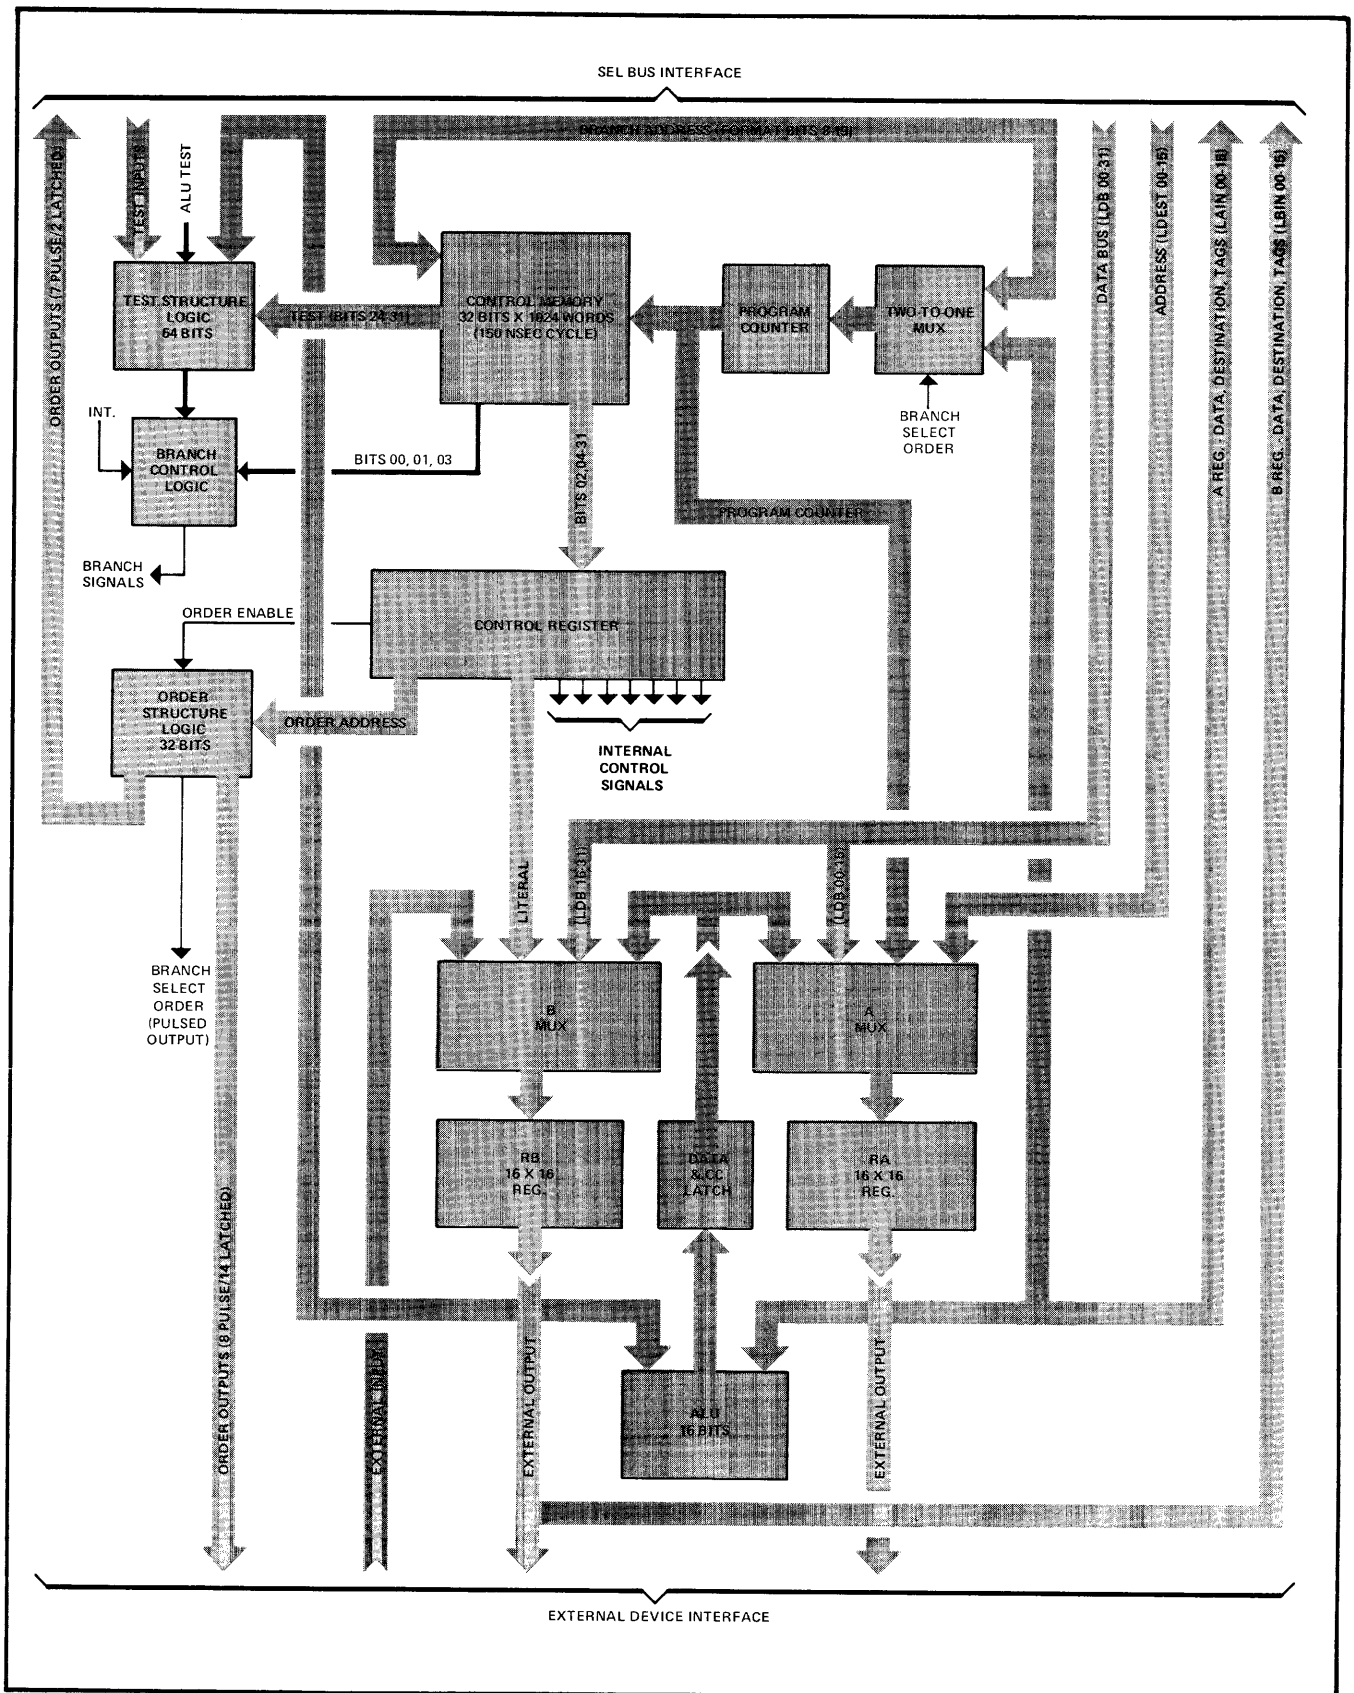 SEL BUS INTERFACE
BRANCH ADDRESS (FORMAT BITS 8-19)
ORDER OUTPUTS (7 PULSE/2 LATCHED)
TEST INPUTS
ALU TEST
DATA BUS (LDB 00-31)
ADDRESS (LDEST 00-15)
A REG. - DATA, DESTINATION, TAGS (LAIN 00-15)
B REG. - DATA, DESTINATION, TAGS (LBIN 00-15)
TEST STRUCTURE
LOGIC
64 BITS
TEST (BITS 24-31)
CONTROL MEMORY
32 BITS X 1024 WORDS
(150 NSEC CYCLE)
PROGRAM
COUNTER
TWO-TO-ONE
MUX
BRANCH
SELECT
ORDER
INT.
BRANCH
CONTROL
LOGIC
BITS 00, 01, 03
BITS 02,04-31
PROGRAM COUNTER
BRANCH
SIGNALS
ORDER ENABLE
CONTROL REGISTER
ORDER
STRUCTURE
LOGIC
32 BITS
ORDER ADDRESS
INTERNAL
CONTROL
SIGNALS
LITERAL
(LDB 16-31)
(LDB 00-15)
BRANCH
SELECT
ORDER
(PULSED
OUTPUT)
B
MUX
A
MUX
RB
16 X 16
REG.
DATA
& CC
LATCH
RA
16 X 16
REG.
ORDER OUTPUTS (8 PULSE/14 LATCHED)
EXTERNAL INPUT
EXTERNAL OUTPUT
ALU
16 BITS
EXTERNAL OUTPUT
EXTERNAL DEVICE INTERFACE